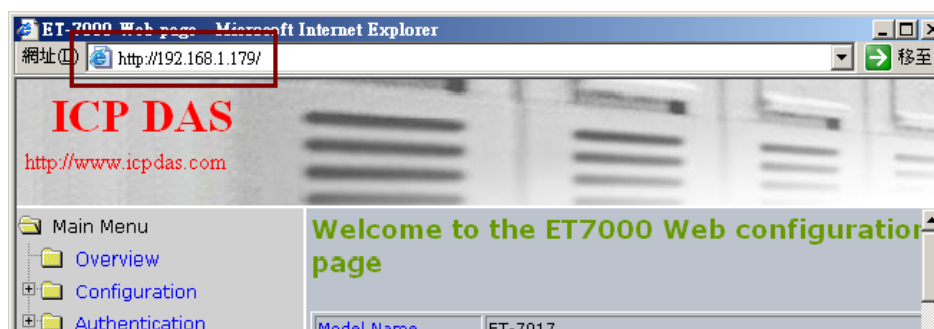 ET-7000 Web page - Microsoft Internet Explorer
網址(D) http://192.168.1.179/ 移至
ICP DAS
http://www.icpdas.com
Main Menu
Overview
Configuration
Authentication
Welcome to the ET7000 Web configuration
page
Model Name ET-7017